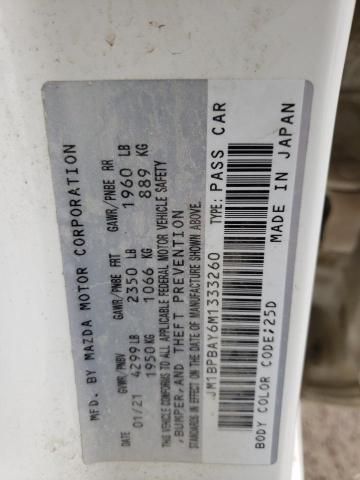 MFD. BY MAZDA MOTOR CORPORATION
DATE GVWR/PNBV GAWR/PNBE FRT GAWR/PNBE RR
01/21 4299 LB 2350 LB 1960 LB
1950 KG 1066 KG 889 KG
THIS VEHICLE CONFORMS TO ALL APPLICABLE FEDERAL MOTOR VEHICLE SAFETY
,BUMPER,AND THEFT PREVENTION
STANDARDS IN EFFECT ON THE DATE OF MANUFACTURE SHOWN ABOVE.
JM1BPBAY6M1333260 TYPE: PASS CAR
BODY COLOR CODE:25D MADE IN JAPAN